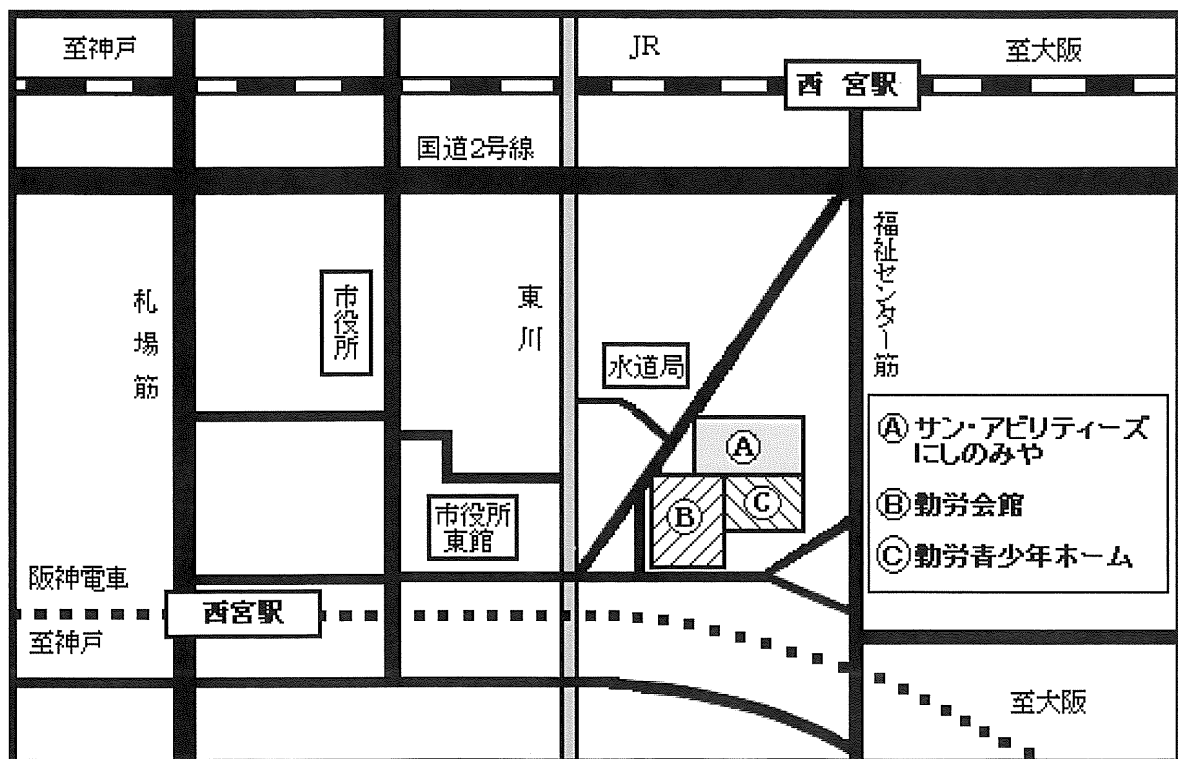 至神戸
JR
至大阪
西宮駅
国道2号線
札場筋
市役所
東川
水道局
福祉センター筋
Ⓐサン・アビリティーズ
にしのみや
Ⓑ勤労会館
Ⓒ勤労青少年ホーム
Ⓐ
Ⓑ
Ⓒ
市役所
東館
阪神電車
西宮駅
至神戸
至大阪